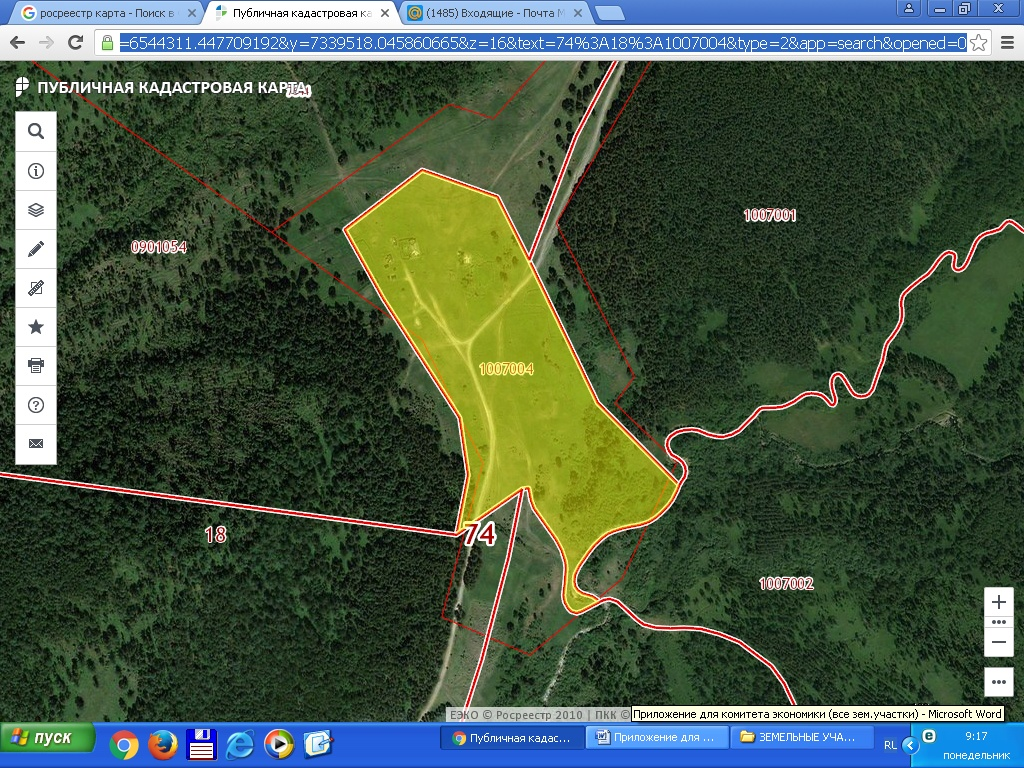 росреестр карта - Поиск в
Публичная кадастровая ка
(1485) Входящие - Почта М
=6544311.447709192&y=7339518.045860665&z=16&text=74%3A18%3A1007004&type=2&app=search&opened=0
ПУБЛИЧНАЯ КАДАСТРОВАЯ КАРТА
1007001
0901054
1007004
18
74
1007002
ЕЭКО © Росреестр 2010 | ПКК ©
Приложение для комитета экономики (все зем.участки) - Microsoft Word
пуск
Публичная кадас...
Приложение для ...
ЗЕМЕЛЬНЫЕ УЧА...
RL
9:17
понедельник